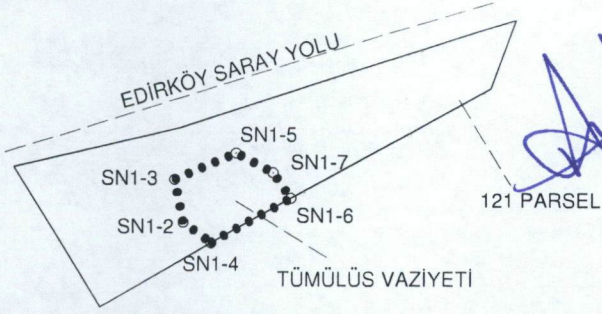 EDİRKÖY SARAY YOLU
SN1-5
SN1-3
SN1-7
SN1-2
SN1-6
121 PARSEL
SN1-4
TÜMÜLÜS VAZİYETİ